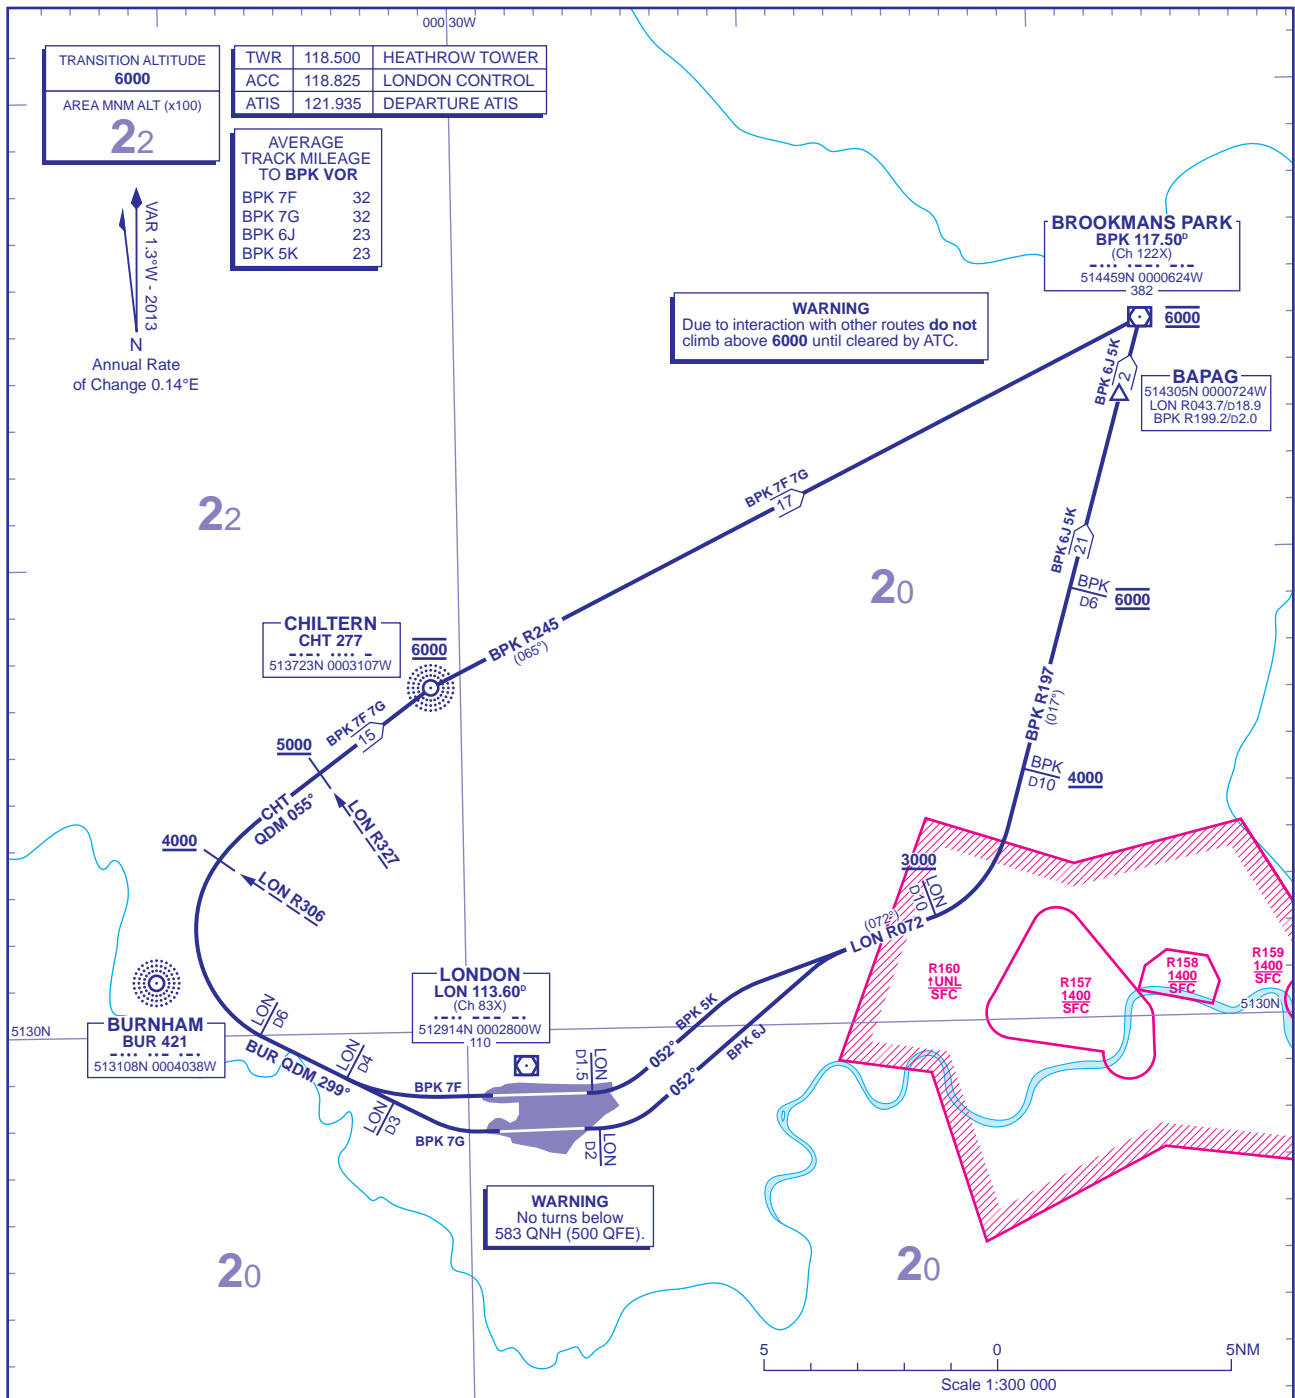 000 30W
TRANSITION ALTITUDE
6000
AREA MNM ALT (x100)
22
TWR 118.500 HEATHROW TOWER
ACC 118.825 LONDON CONTROL
ATIS 121.935 DEPARTURE ATIS
AVERAGE
TRACK MILEAGE
TO BPK VOR
BPK 7F 32
BPK 7G 32
BPK 6J 23
BPK 5K 23
VAR 1.3°W - 2013
N
Annual Rate
of Change 0.14°E
BROOKMANS PARK
BPK 117.50D
(Ch 122X)
514459N 0000624W
382
6000
WARNING
Due to interaction with other routes do not
climb above 6000 until cleared by ATC.
BPK 6J 5K
2
BAPAG
514305N 0000724W
LON R043.7/D18.9
BPK R199.2/D2.0
22
BPK 7F 7G
17
BPK 6J 5K
21
BPK
D6
6000
20
CHILTERN
CHT 277
513723N 0003107W
6000
BPK R245
(065°)
BPK R197
(017°)
BPK 7F 7G
15
5000
BPK
D10
4000
CHT
QDM 055°
LON R327
4000
LON R306
3000
LON
D10
(072°)
LON R072
R160
↑UNL
SFC
R157
1400
SFC
R158
1400
SFC
R159
1400
SFC
5130N
5130N
LONDON
LON 113.60D
(Ch 83X)
512914N 0002800W
110
BURNHAM
BUR 421
513108N 0004038W
LON
D6
LON
D4
BUR QDM 299°
LON
D3
BPK 7F
BPK 7G
LON
D1.5
LON
D2
BPK 5K
052°
BPK 6J
052°
WARNING
No turns below
583 QNH (500 QFE).
20
20
5 0 5NM
Scale 1:300 000